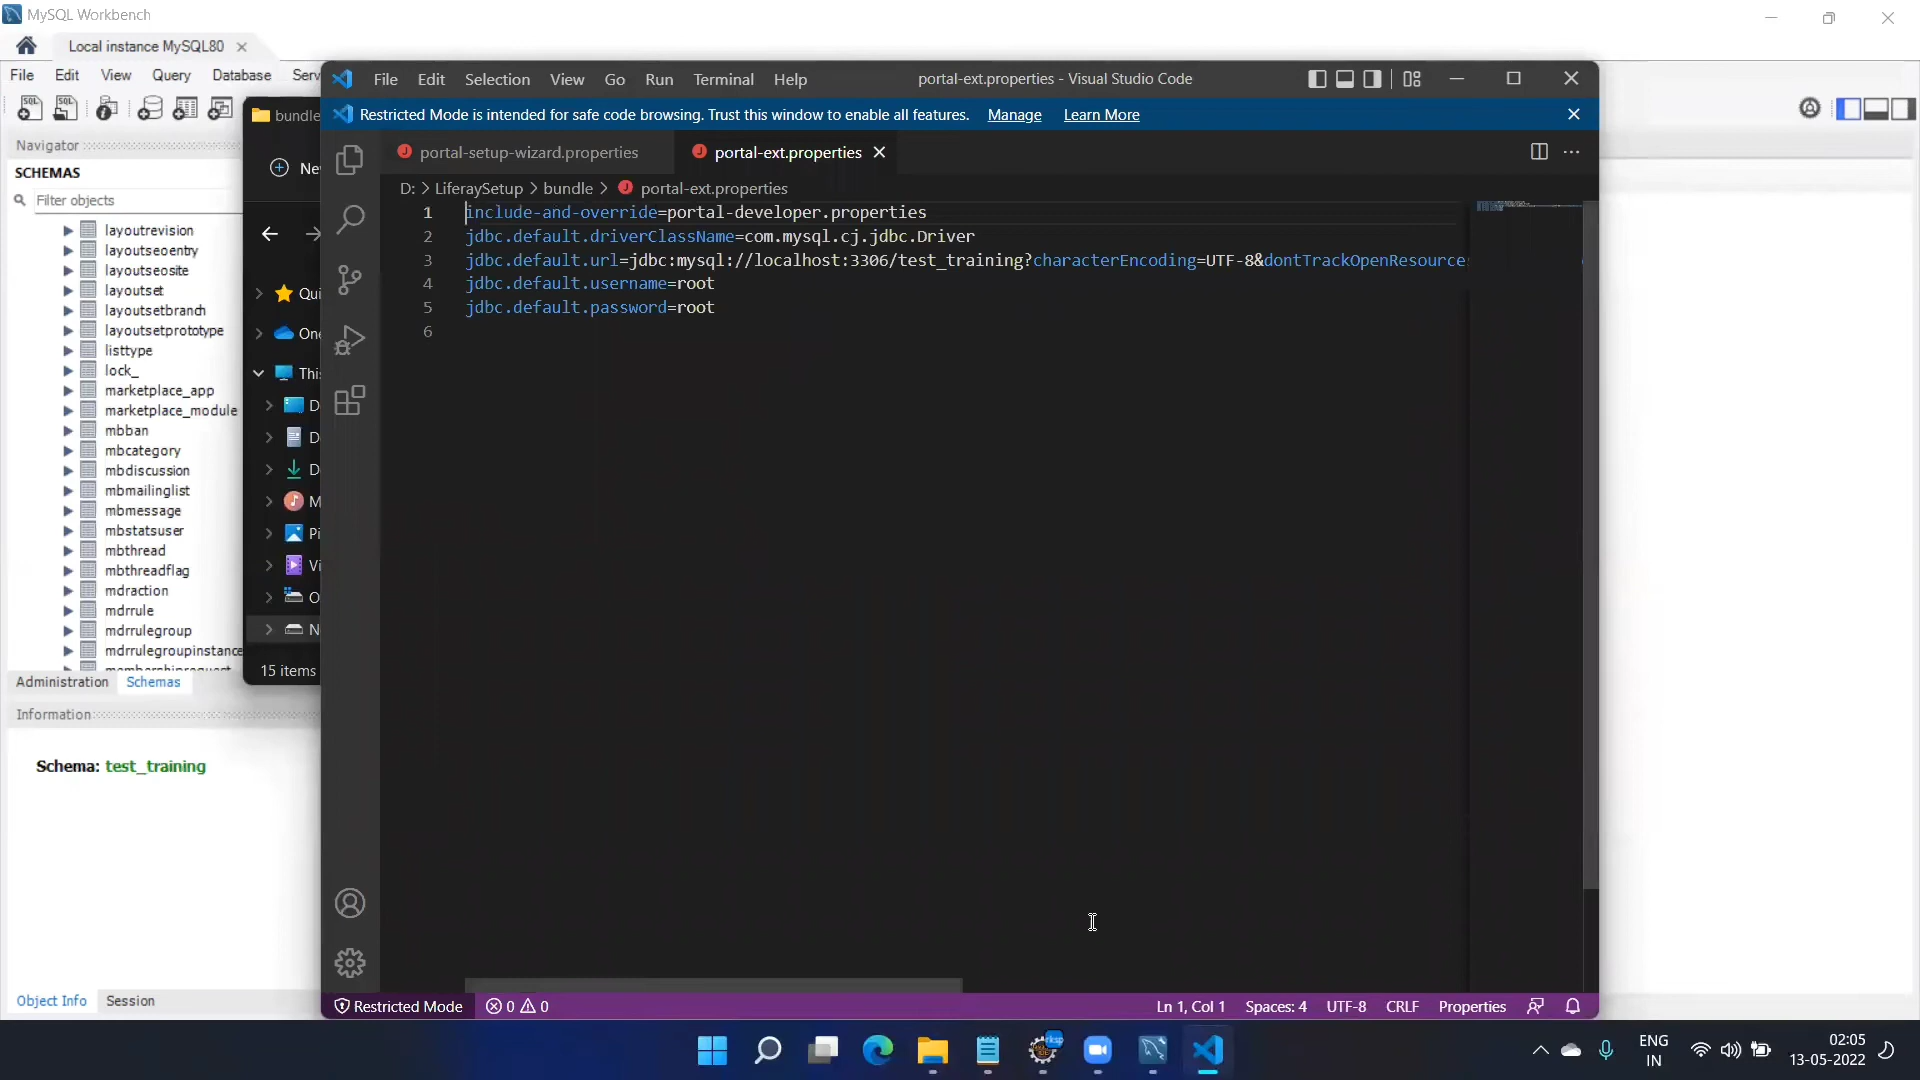 MySQL Workbench
Local instance MySQL80
File Edit View Query Database Serv
Navigator
SCHEMAS
Filter objects
layoutrevision
layoutseoentry
layoutseosite
layoutset
layoutsetbranch
layoutsetprototype
listtype
lock_
marketplace_app
marketplace_module
mbban
mbcategory
mbdiscussion
mbmailinglist
mbmessage
mbstatsuser
mbthread
mbthreadflag
mdraction
mdrrule
mdrrulegroup
mdrrulegroupinstance
Administration Schemas
Information
Schema: test_training
Object Info Session
bundle
Ne
Qui
One
This
D
D
D
M
Pi
Vi
O
N
15 items
File Edit Selection View Go Run Terminal Help
portal-ext.properties - Visual Studio Code
Restricted Mode is intended for safe code browsing. Trust this window to enable all features. Manage Learn More
portal-setup-wizard.properties
portal-ext.properties
D: > LiferaySetup > bundle > portal-ext.properties
1 include-and-override=portal-developer.properties
2 jdbc.default.driverClassName=com.mysql.cj.jdbc.Driver
3 jdbc.default.url=jdbc:mysql://localhost:3306/test_training?characterEncoding=UTF-8&dontTrackOpenResource
4 jdbc.default.username=root
5 jdbc.default.password=root
6
Restricted Mode 0 0
Ln 1, Col 1 Spaces: 4 UTF-8 CRLF Properties
ENG
IN
02:05
13-05-2022